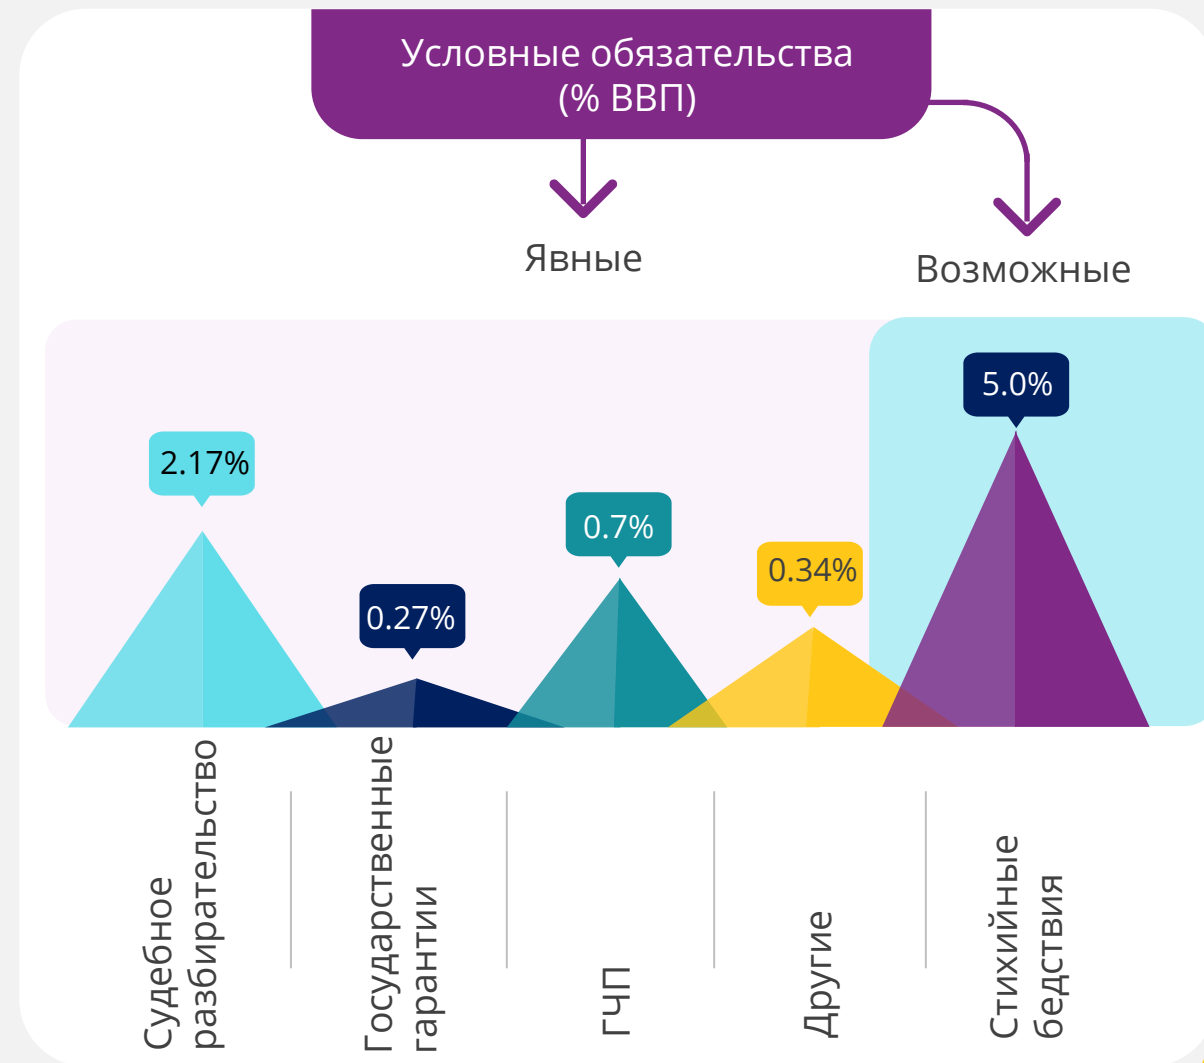 Условные обязательства
(% ВВП)
Явные
Возможные
2.17%
0.27%
0.7%
0.34%
5.0%
Судебное
разбирательство
Государственные
гарантии
ГЧП
Другие
Стихийные
бедствия